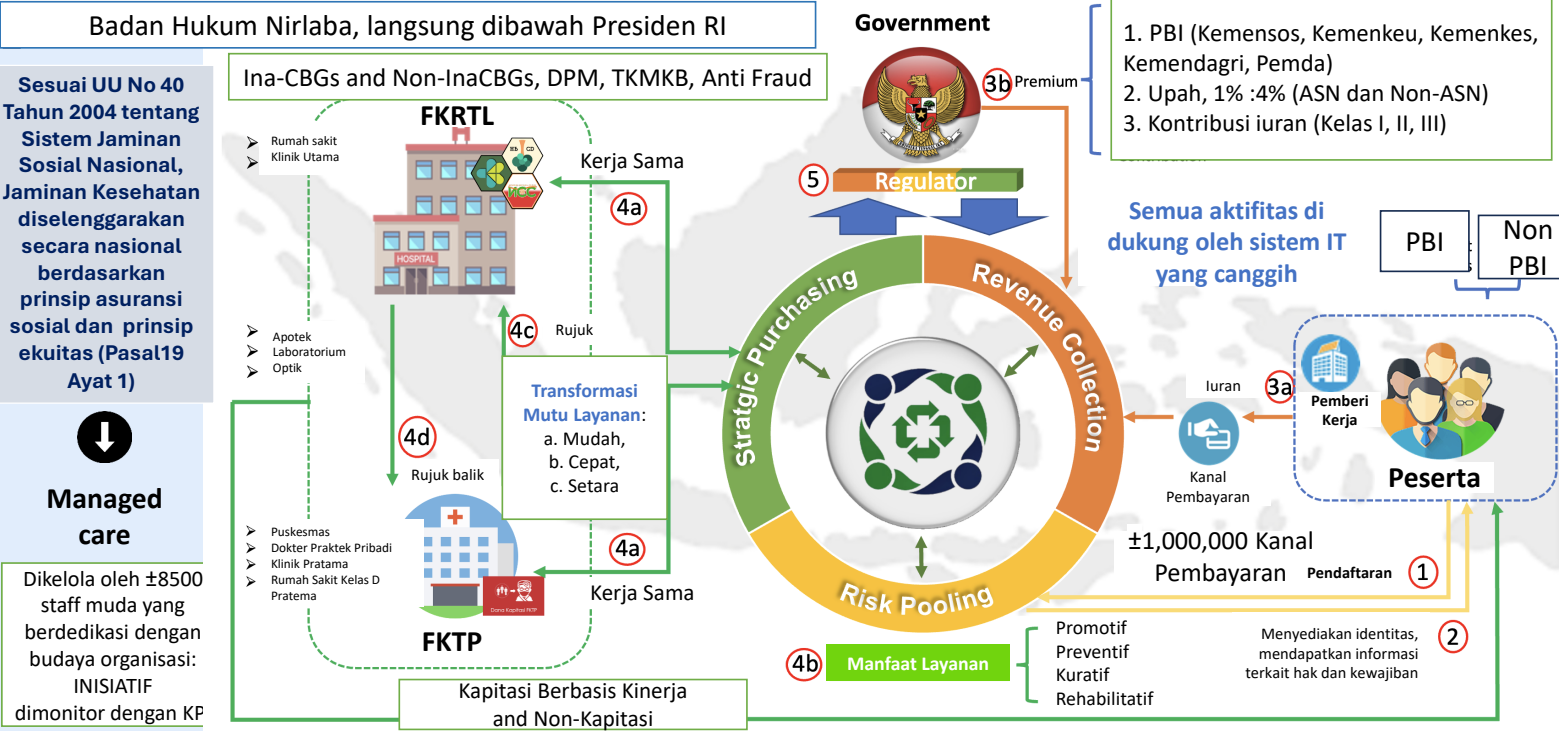 Badan Hukum Nirlaba, langsung dibawah Presiden RI
Sesuai UU No 40
Tahun 2004 tentang
Sistem Jaminan
Sosial Nasional,
Jaminan Kesehatan
diselenggarakan
secara nasional
berdasarkan
prinsip asuransi
sosial dan prinsip
ekuitas (Pasal19
Ayat 1)
Managed
care
Dikelola oleh ±8500
staff muda yang
berdedikasi dengan
budaya organisasi:
INISIATIF
dimonitor dengan KP
Ina-CBGs and Non-InaCBGs, DPM, TKMKB, Anti Fraud
FKRTL
Rumah sakit
Klinik Utama
HOSPITAL
Kerja Sama
4a
4c
Rujuk
Apotek
Laboratorium
Optik
Transformasi
Mutu Layanan:
a. Mudah,
b. Cepat,
c. Setara
4d
Rujuk balik
Puskesmas
Dokter Praktek Pribadi
Klinik Pratama
Rumah Sakit Kelas D
Pratema
Dana Kapitasi FKTP
4a
Kerja Sama
FKTP
Kapitasi Berbasis Kinerja
and Non-Kapitasi
Government
3b
Premium
1. PBI (Kemensos, Kemenkeu, Kemenkes,
Kemendagri, Pemda)
2. Upah, 1% :4% (ASN dan Non-ASN)
3. Kontribusi iuran (Kelas I, II, III)
5
Regulator
Semua aktifitas di
dukung oleh sistem IT
yang canggih
PBI
Non
PBI
Stratgic Purchasing
Revenue Collection
Risk Pooling
Iuran
3a
Pemberi
Kerja
Peserta
Kanal
Pembayaran
±1,000,000 Kanal
Pembayaran
Pendaftaran
1
4b
Manfaat Layanan
Promotif
Preventif
Kuratif
Rehabilitatif
Menyediakan identitas,
mendapatkan informasi
terkait hak dan kewajiban
2